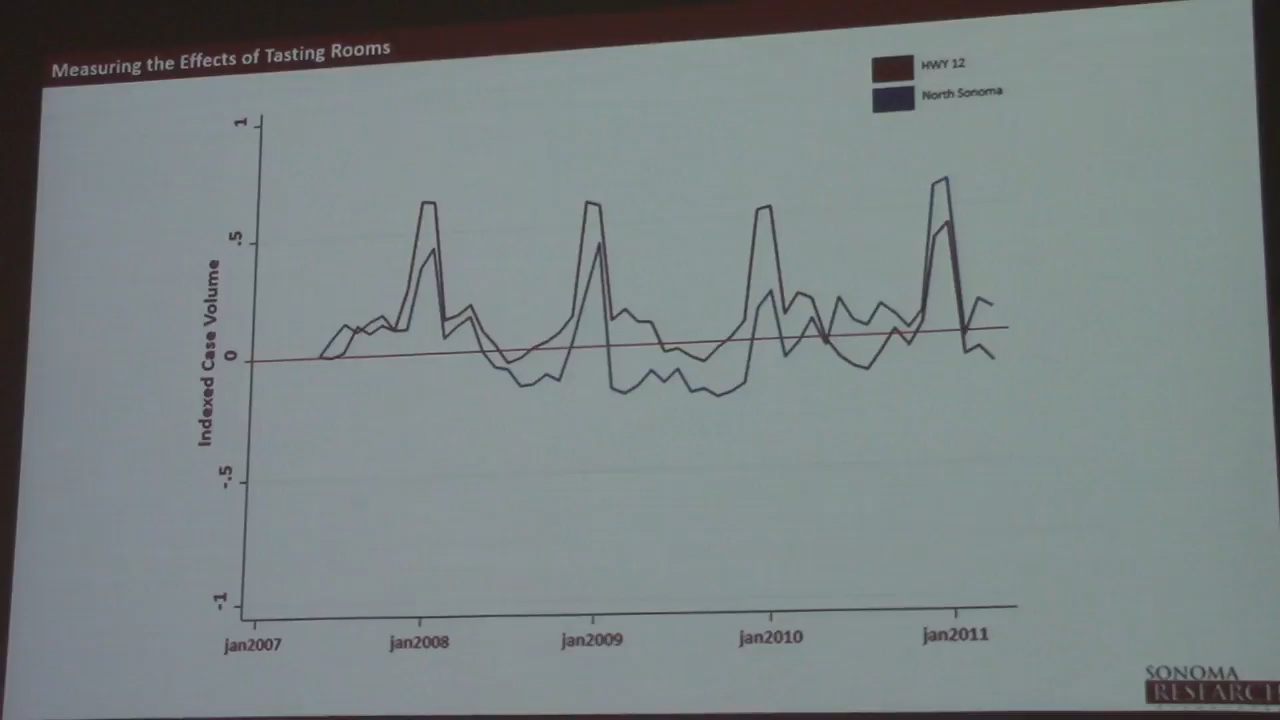 Measuring the Effects of Tasting Rooms
HWY 12
North Sonoma
1
.5
0
-.5
-1
Indexed Case Volume
jan2007
jan2008
jan2009
jan2010
jan2011
SONOMA
RESEARCH